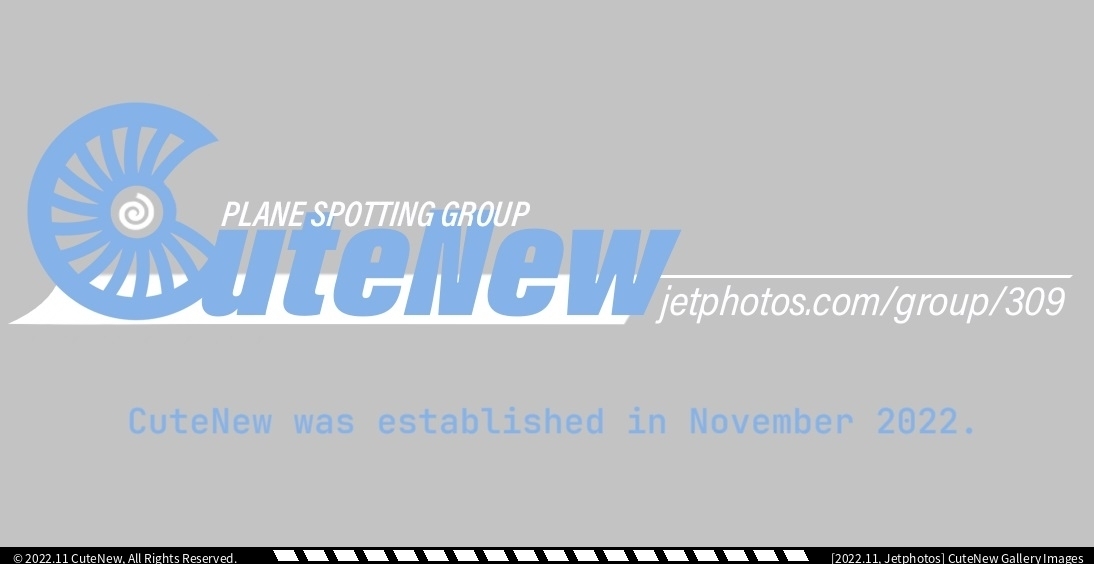 PLANE SPOTTING GROUP
CuteNew
jetphotos.com/group/309
CuteNew was established in November 2022.
© 2022.11 CuteNew, All Rights Reserved.
[2022.11, Jetphotos] CuteNew Gallery Images